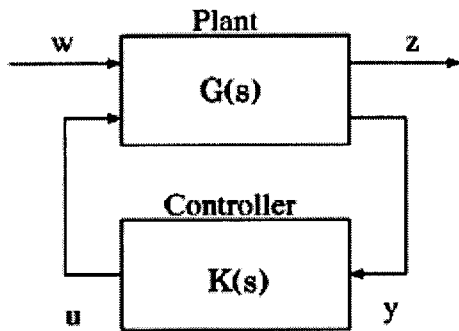 Plant
w
z
G(s)
Controller
K(s)
u
y